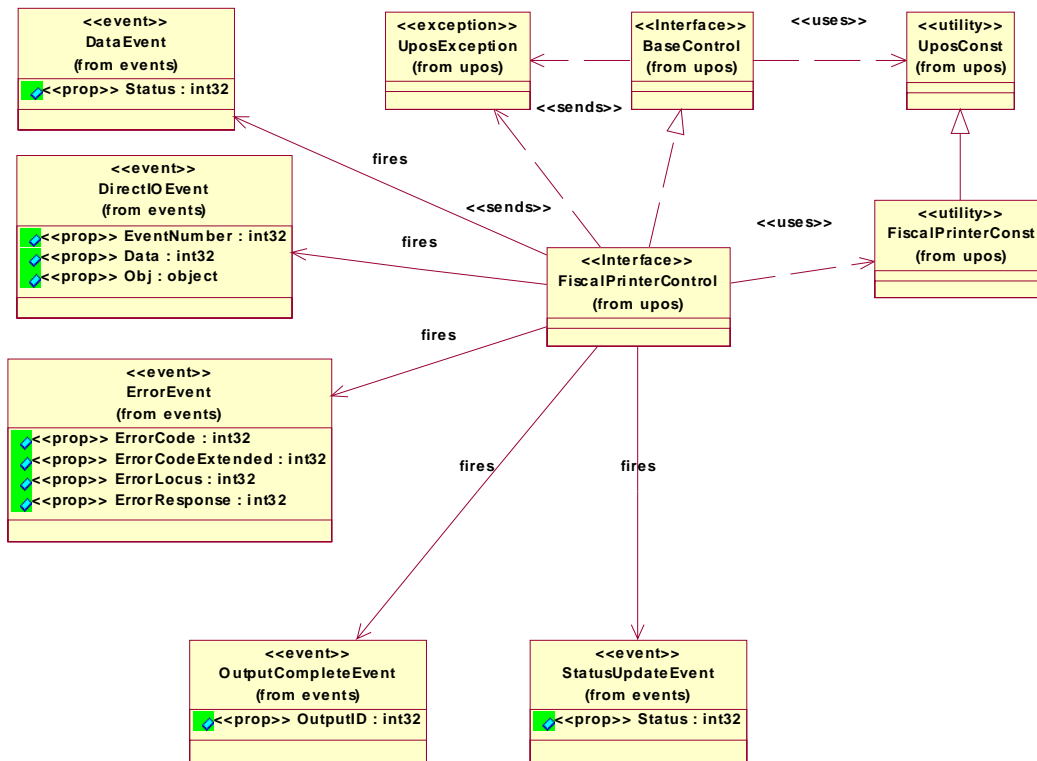 <<event>>
DataEvent
(from events)
<<prop>> Status : int32
<<exception>>
UposException
(from upos)
<<Interface>>
BaseControl
(from upos)
<<uses>>
<<utility>>
UposConst
(from upos)
<<sends>>
fires
<<event>>
DirectIOEvent
(from events)
<<prop>> EventNumber : int32
<<prop>> Data : int32
<<prop>> Obj : object
<<sends>>
fires
<<uses>>
<<utility>>
FiscalPrinterConst
(from upos)
<<Interface>>
FiscalPrinterControl
(from upos)
fires
<<event>>
ErrorEvent
(from events)
<<prop>> ErrorCode : int32
<<prop>> ErrorCodeExtended : int32
<<prop>> ErrorLocus : int32
<<prop>> ErrorResponse : int32
fires
fires
<<event>>
OutputCompleteEvent
(from events)
<<prop>> OutputID : int32
<<event>>
StatusUpdateEvent
(from events)
<<prop>> Status : int32